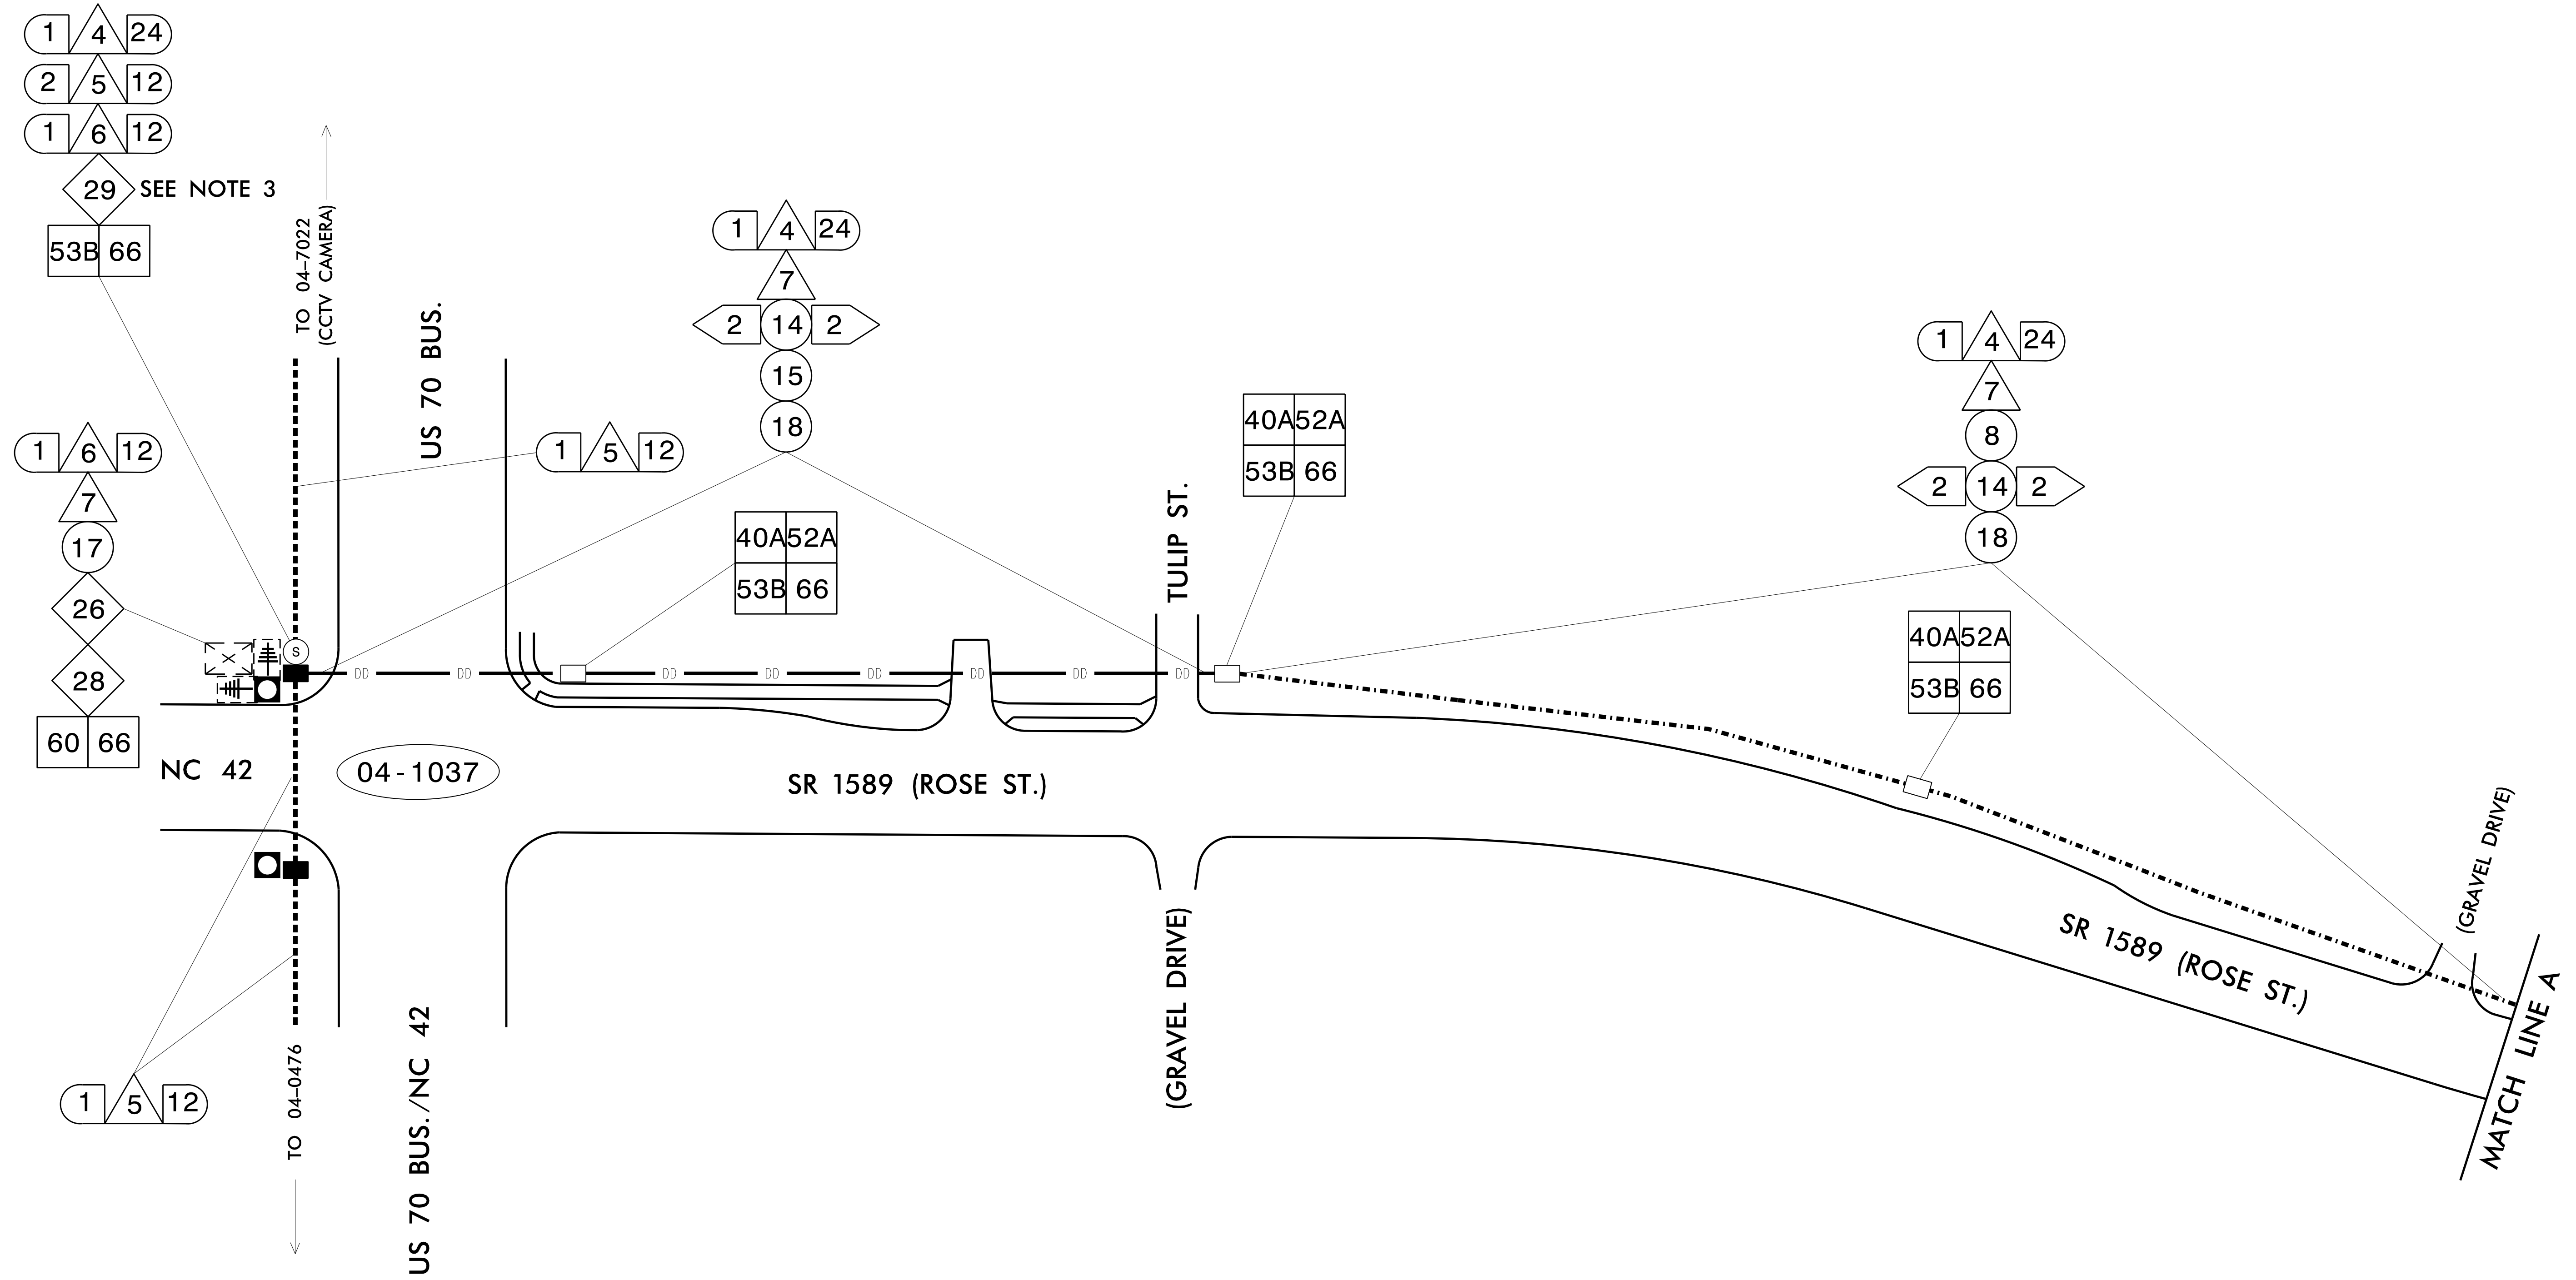 1 4 24
2 5 12
1 6 12
29 SEE NOTE 3
53B 66
TO 04-7022
(CCTV CAMERA)
US 70 BUS.
1 4 24
7
2 14 2
15
18
1 4 24
7
8
2 14 2
18
1 6 12
7
17
26
28
60 66
1 5 12
40A 52A
53B 66
40A 52A
53B 66
40A 52A
53B 66
TULIP ST.
S
DD DD DD DD DD DD DD DD
NC 42
04-1037
SR 1589 (ROSE ST.)
(GRAVEL DRIVE)
SR 1589 (ROSE ST.)
(GRAVEL DRIVE)
MATCH LINE A
1 5 12
TO 04-0476
US 70 BUS./NC 42